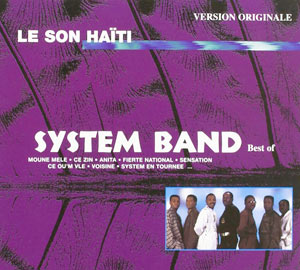 VERSION ORIGINALE
LE SON HAÏTI
SYSTEM BAND Best of
MOUNE MELE • CE ZIN • ANITA • FIERTE NATIONAL • SENSATION
CE QU'M VLE • VOISINE • SYSTEM EN TOURNEE ...